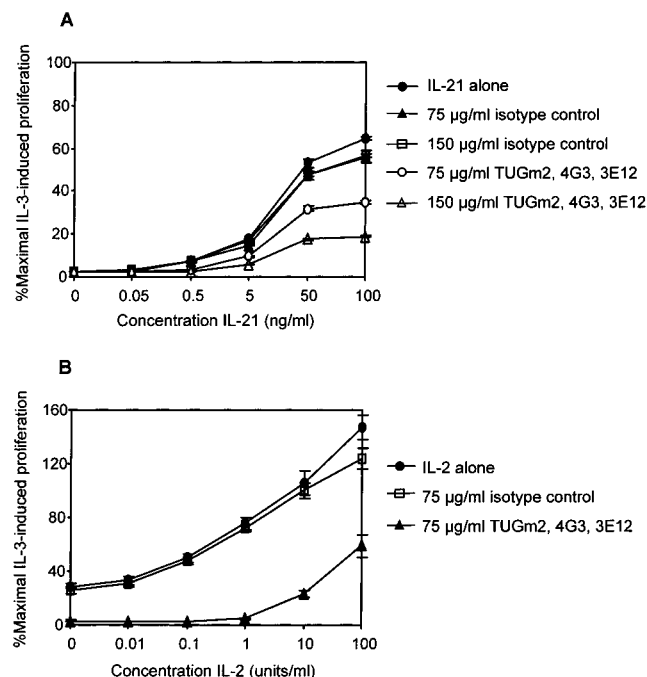 A
%Maximal IL-3-induced proliferation
100
80
60
40
20
0
0 0.05 0.5 5 50 100
Concentration IL-21 (ng/ml)
IL-21 alone
75 µg/ml isotype control
150 µg/ml isotype control
75 µg/ml TUGm2, 4G3, 3E12
150 µg/ml TUGm2, 4G3, 3E12
B
%Maximal IL-3-induced proliferation
160
120
80
40
0
0 0.01 0.1 1 10 100
Concentration IL-2 (units/ml)
IL-2 alone
75 µg/ml isotype control
75 µg/ml TUGm2, 4G3, 3E12